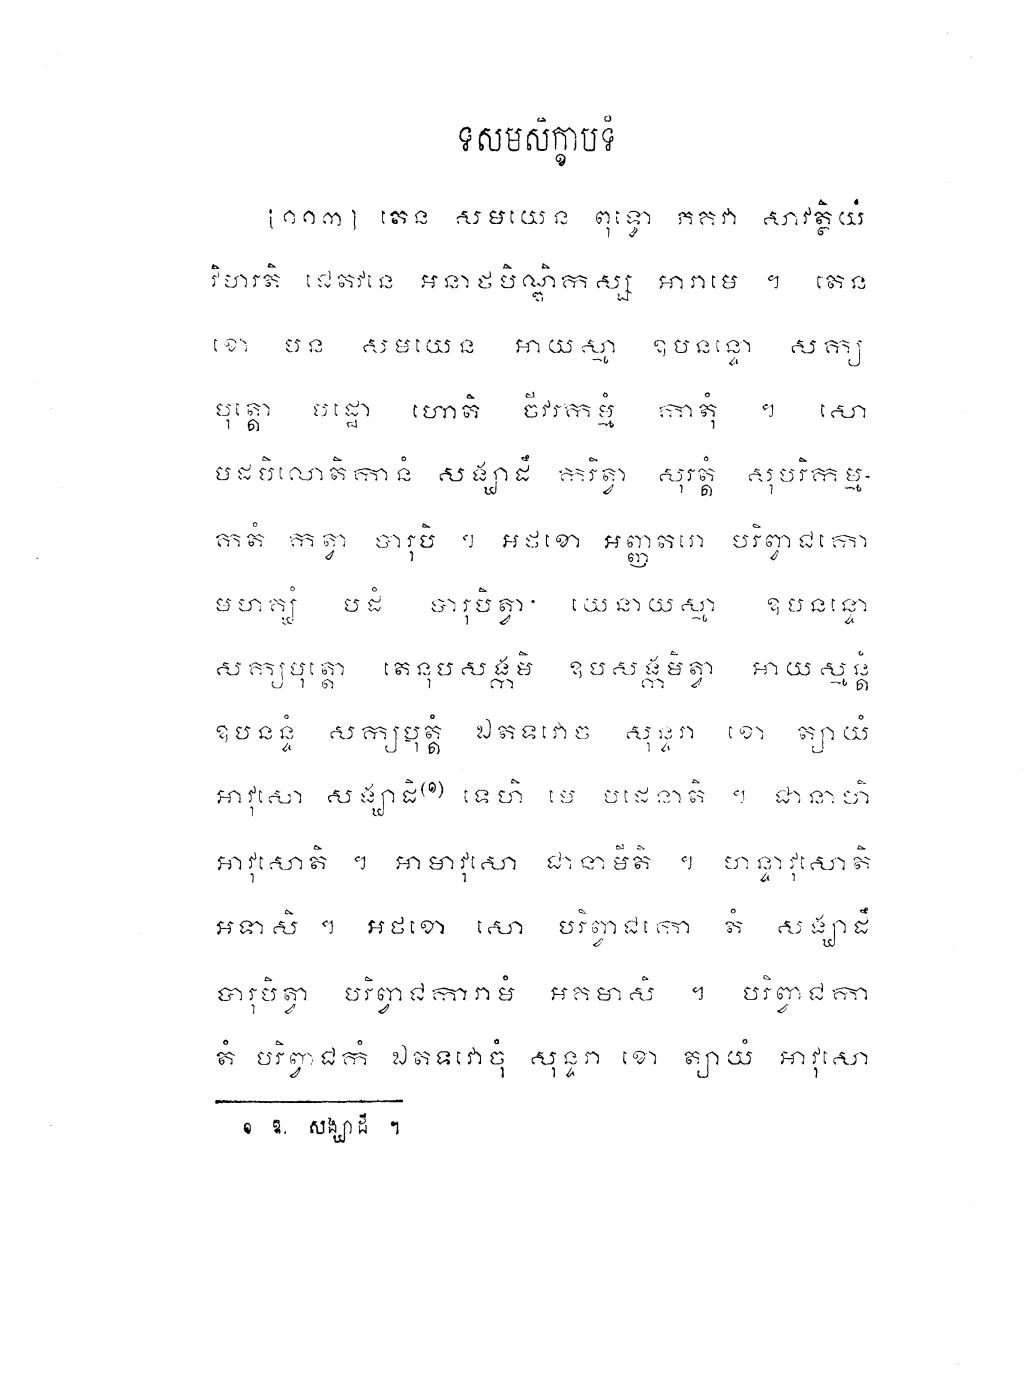 ទសមសិក្ខាបទំ
[១១៣] តេន សមយេន ពុទ្ធោ ភគវា សាវត្ថិយំ
វិហរតិ ជេតវនេ អនាថបិណ្ឌិកស្ស អារាមេ ។ តេន
ខោ បន សមយេន អាយស្មា ឧបនន្ទោ សក្យ
បុត្តោ បដ្ឋោ ហោតិ ចីវរកម្មំ កាតុំ ។ សោ
បដបិលោតិកានំ សង្ឃាដឹ ករិត្វា សុរត្តំ សុបរិកម្ម-
កតំ កត្វា បារុបិ ។ អថខោ អញ្ញតរោ បរិព្វាជកោ
មហគ្ឃំ បដំ បារុបិត្វា យេនាយស្មា ឧបនន្ទោ
សក្យបុត្តោ តេនុបសង្កមិ ឧបសង្កមិត្វា អាយស្មន្តំ
ឧបនន្ទំ សក្យបុត្តំ ឯតទវោច សុន្ទរា ខោ ត្យាយំ
អាវុសោ សង្ឃាដិ(១) ទេហិ មេ បដេនាតិ ។ ជានាហិ
អាវុសោតិ ។ អាមាវុសោ ជានាមីតិ ។ ហន្ទាវុសោតិ
អទាសិ ។ អថខោ សោ បរិព្វាជកោ តំ សង្ឃាដឹ
បារុបិត្វា បរិព្វាជការាមំ អគមាសិ ។ បរិព្វាជកា
តំ បរិព្វាជកំ ឯតទវោចុំ សុន្ទរា ខោ ត្យាយំ អាវុសោ
១ ឱ. សង្ឃាដី ។